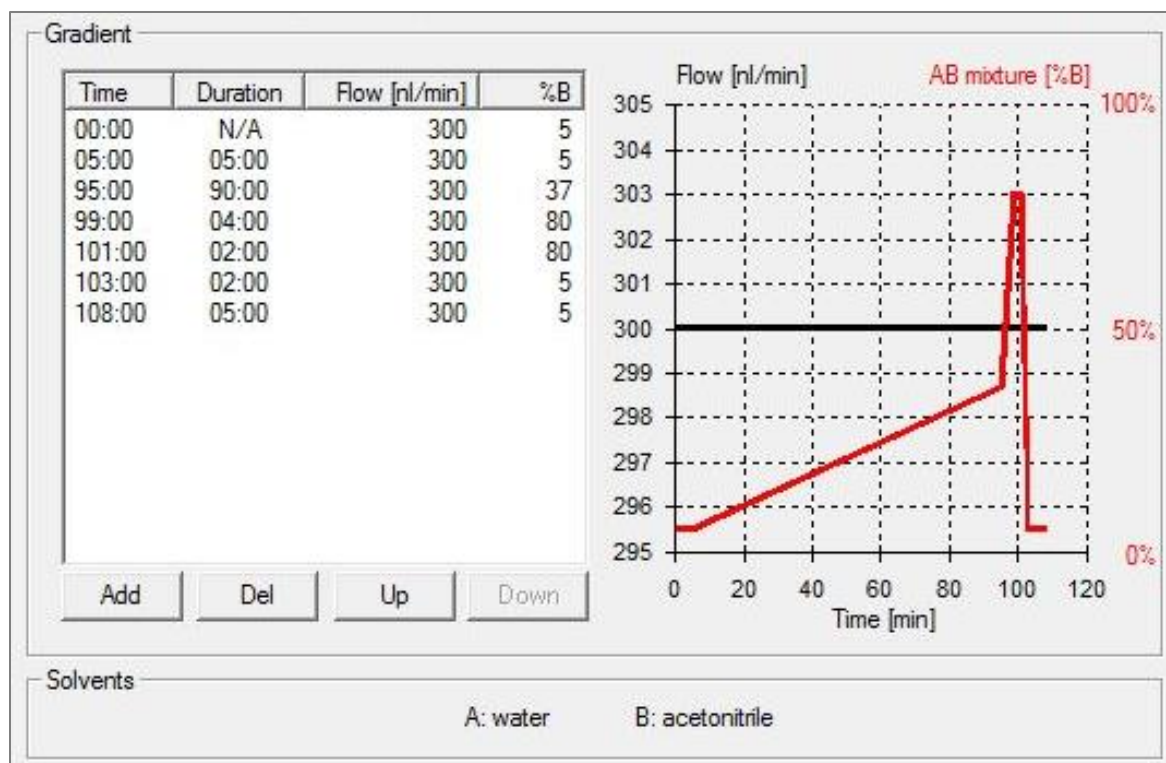 Gradient
Time Duration Flow [nl/min] %B
00:00 N/A 300 5
05:00 05:00 300 5
95:00 90:00 300 37
99:00 04:00 300 80
101:00 02:00 300 80
103:00 02:00 300 5
108:00 05:00 300 5
Add Del Up Down
Flow [nl/min] AB mixture [%B]
305 100%
304
303
302
301
300 50%
299
298
297
296
295 0%
0 20 40 60 80 100 120
Time [min]
Solvents
A: water B: acetonitrile